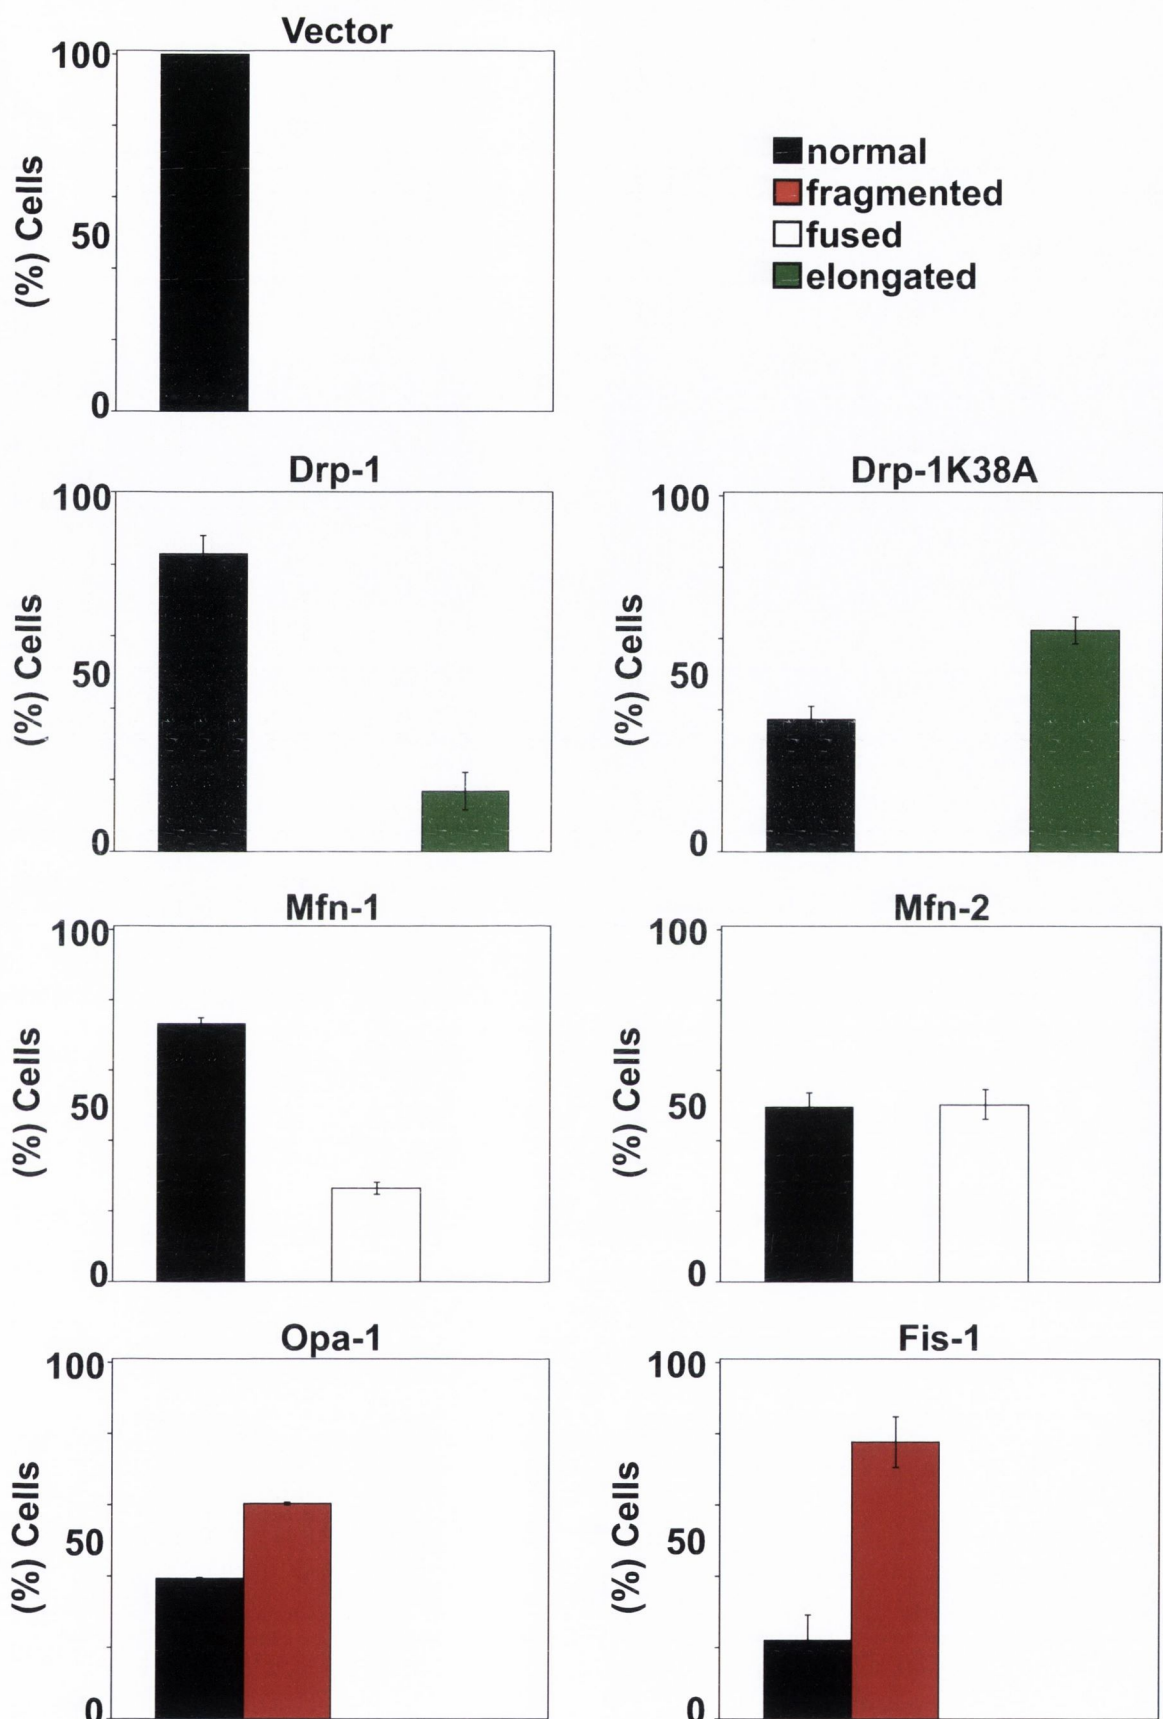 Vector
(%) Cells
100
50
0
normal
fragmented
fused
elongated
Drp-1
(%) Cells
100
50
0
Drp-1K38A
(%) Cells
100
50
0
Mfn-1
(%) Cells
100
50
0
Mfn-2
(%) Cells
100
50
0
Opa-1
(%) Cells
100
50
0
Fis-1
(%) Cells
100
50
0